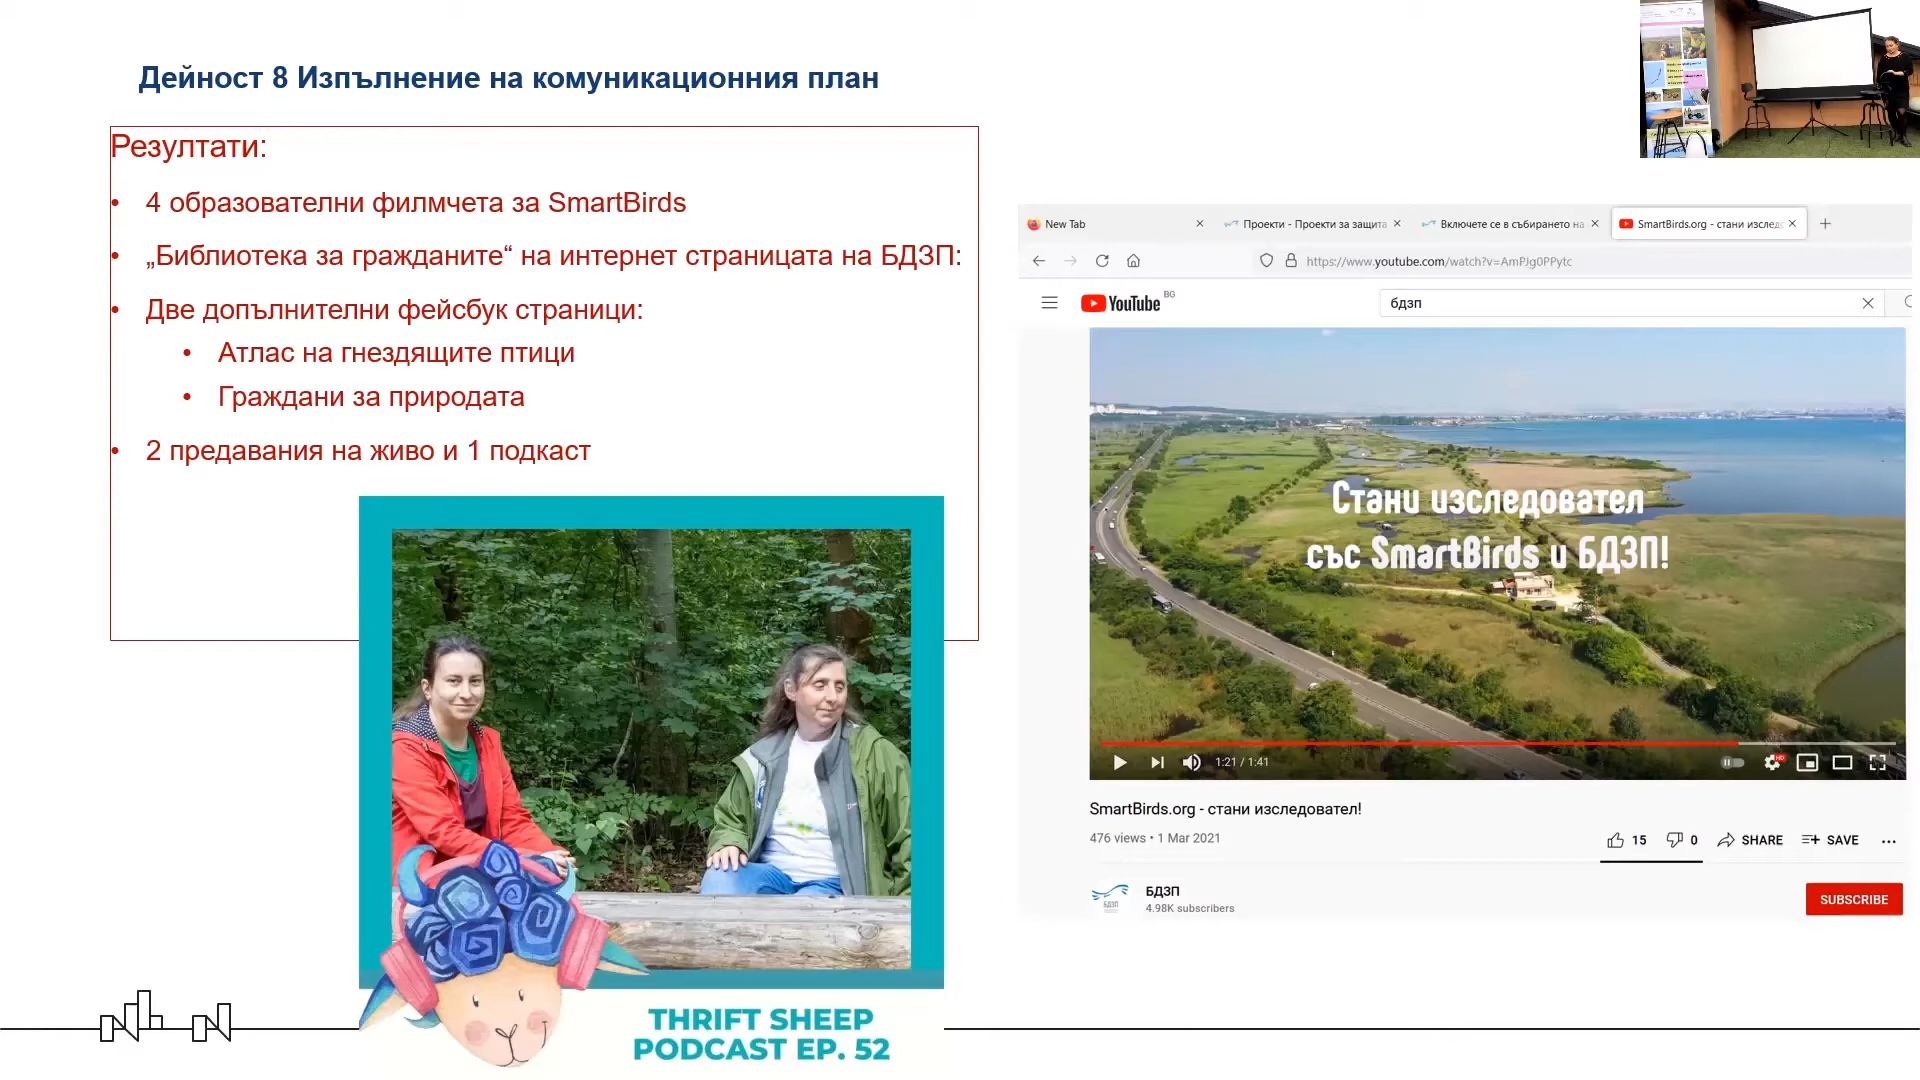 Дейност 8 Изпълнение на комуникационния план
Резултати:
• 4 образователни филмчета за SmartBirds
• „Библиотека за гражданите“ на интернет страницата на БДЗП:
• Две допълнителни фейсбук страници:
• Атлас на гнездящите птици
• Граждани за природата
• 2 предавания на живо и 1 подкаст
THRIFT SHEEP
PODCAST EP. 52
New Tab
Проекти - Проекти за защита
Включете се в събирането на
SmartBirds.org - стани изслед
https://www.youtube.com/watch?v=AmPJg0PPytc
YouTube BG
бдзп
Стани изследовател
със SmartBirds и БДЗП!
1:21 / 1:41
HD
SmartBirds.org - стани изследовател!
476 views • 1 Mar 2021
15 0 SHARE SAVE
БДЗП
БДЗП
4.98K subscribers
SUBSCRIBE